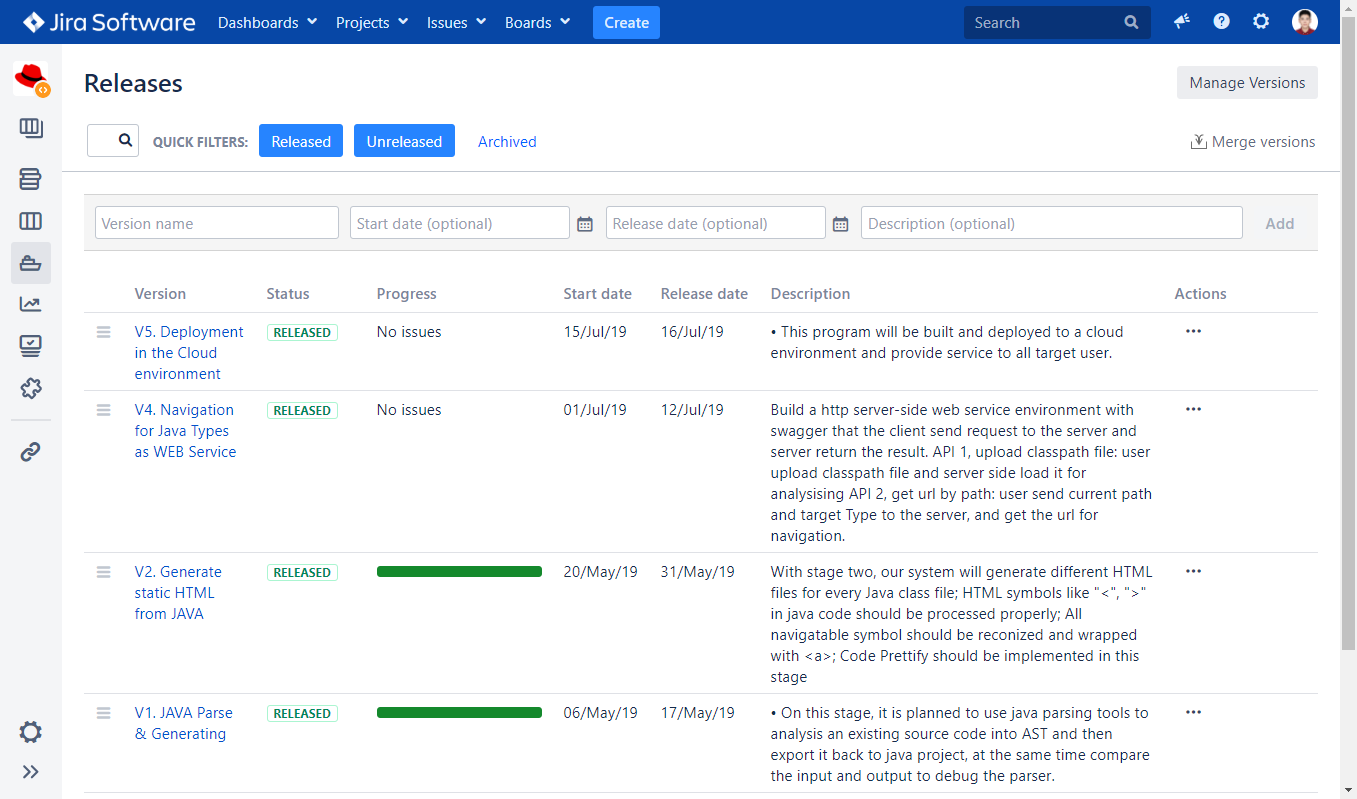 Jira Software Dashboards Projects Issues Boards Create Search
Releases
Manage Versions
QUICK FILTERS: Released Unreleased Archived
Merge versions
Version name Start date (optional) Release date (optional) Description (optional) Add
Version Status Progress Start date Release date Description Actions
V5. Deployment
in the Cloud
environment
RELEASED
No issues
15/Jul/19
16/Jul/19
• This program will be built and deployed to a cloud
environment and provide service to all target user.
V4. Navigation
for Java Types
as WEB Service
RELEASED
No issues
01/Jul/19
12/Jul/19
Build a http server-side web service environment with
swagger that the client send request to the server and
server return the result. API 1, upload classpath file: user
upload classpath file and server side load it for
analysising API 2, get url by path: user send current path
and target Type to the server, and get the url for
navigation.
V2. Generate
static HTML
from JAVA
RELEASED
20/May/19
31/May/19
With stage two, our system will generate different HTML
files for every Java class file; HTML symbols like "<", ">"
in java code should be processed properly; All
navigatable symbol should be reconized and wrapped
with <a>; Code Prettify should be implemented in this
stage
V1. JAVA Parse
& Generating
RELEASED
06/May/19
17/May/19
• On this stage, it is planned to use java parsing tools to
analysis an existing source code into AST and then
export it back to java project, at the same time compare
the input and output to debug the parser.